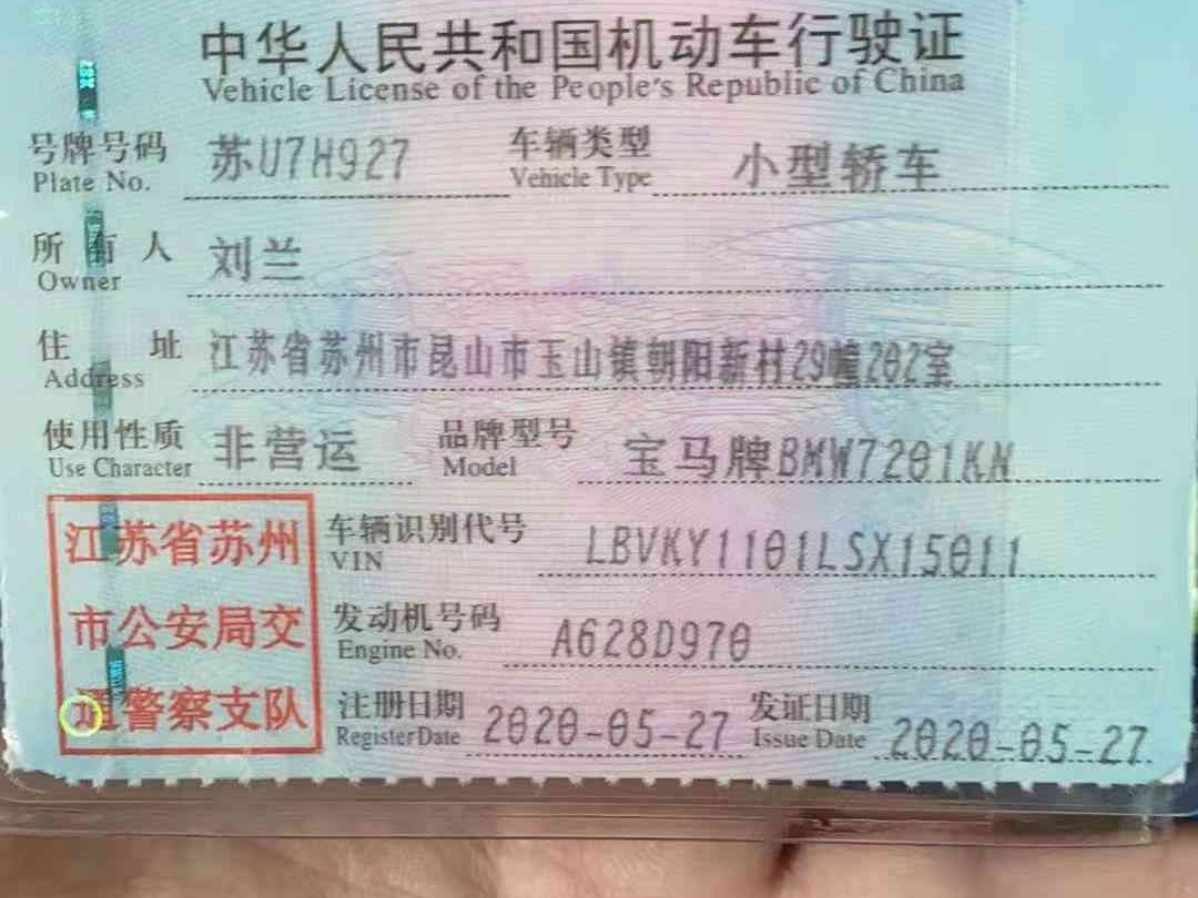 中华人民共和国机动车行驶证
Vehicle License of the People's Republic of China
号牌号码 苏U7H927 车辆类型 小型轿车
Plate No. Vehicle Type
所有人 刘兰
Owner
住址 江苏省苏州市昆山市玉山镇朝阳新村29幢202室
Address
使用性质 非营运 品牌型号 宝马牌BMW7201KN
Use Character Model
江苏省苏州
市公安局交
通警察支队
车辆识别代号 LBVKY1101LSX15011
VIN
发动机号码 A628D970
Engine No.
注册日期 2020-05-27 发证日期 2020-05-27
Register Date Issue Date